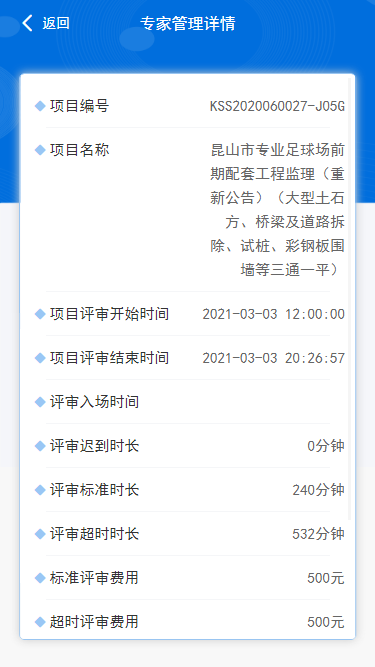 返回
专家管理详情
项目编号
KSS2020060027-J05G
项目名称
昆山市专业足球场前
期配套工程监理（重
新公告）（大型土石
方、桥梁及道路拆
除、试桩、彩钢板围
墙等三通一平）
项目评审开始时间
2021-03-03 12:00:00
项目评审结束时间
2021-03-03 20:26:57
评审入场时间
评审迟到时长
0分钟
评审标准时长
240分钟
评审超时时长
532分钟
标准评审费用
500元
超时评审费用
500元